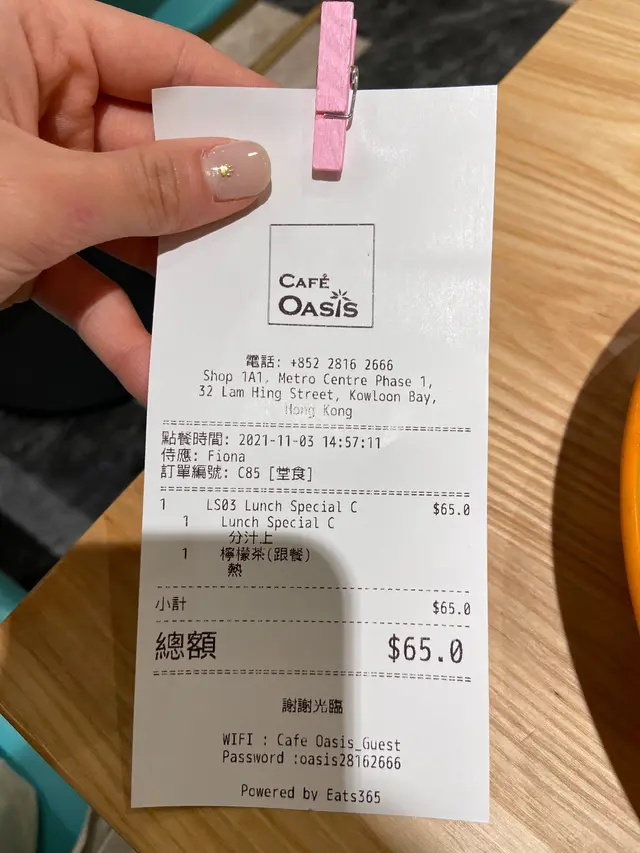 CAFÉ
OASIS
電話: +852 2816 2666
Shop 1A1, Metro Centre Phase 1,
32 Lam Hing Street, Kowloon Bay,
Hong Kong
點餐時間: 2021-11-03 14:57:11
侍應: Fiona
訂單編號: C85 [堂食]
1 LS03 Lunch Special C $65.0
1 Lunch Special C
分汁上
1 檸檬茶(跟餐)
熱
小計 $65.0
總額 $65.0
謝謝光臨
WIFI : Cafe Oasis_Guest
Password :oasis28162666
Powered by Eats365